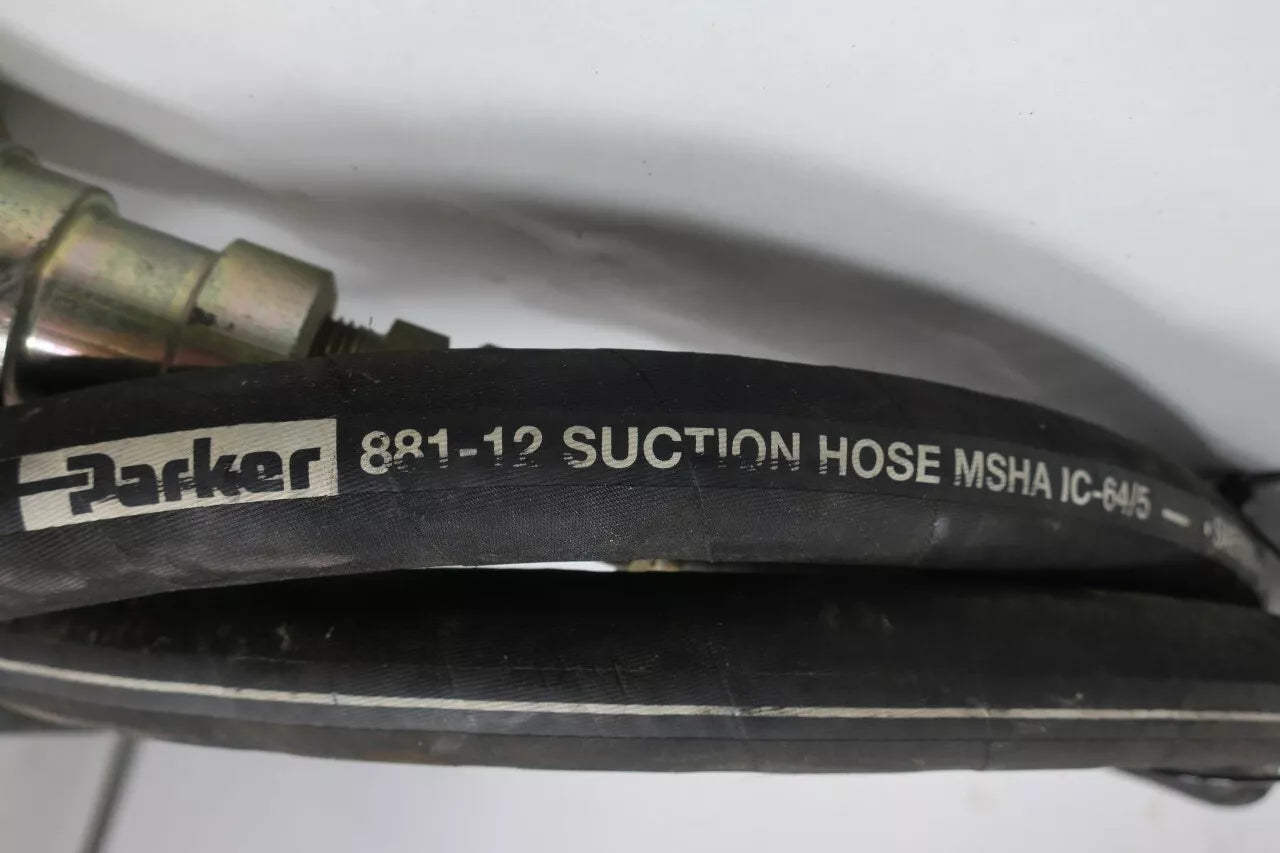 Parker 881-12 SUCTION HOSE MSHA IC-64/5 —